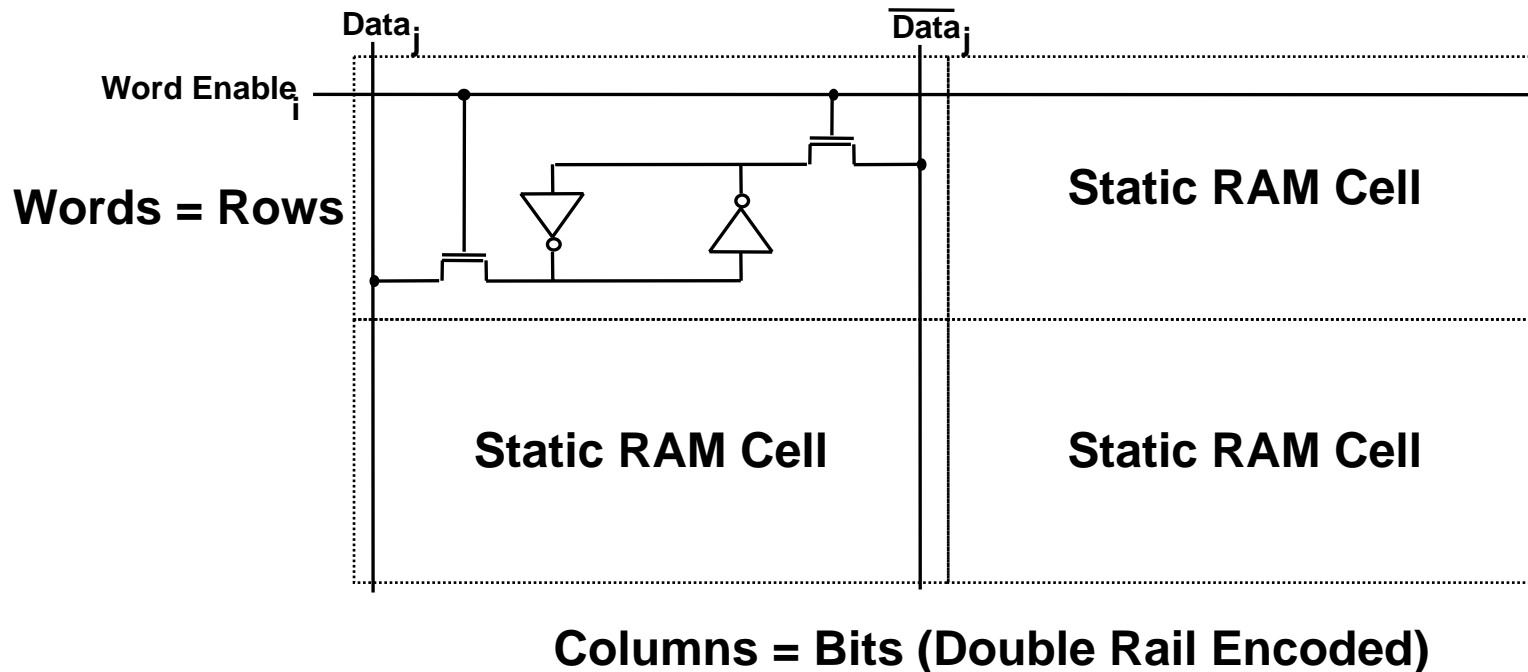 Data j
D̅a̅t̅a̅ j
Word Enable i
Words = Rows
Static RAM Cell
Static RAM Cell
Static RAM Cell
Columns = Bits (Double Rail Encoded)